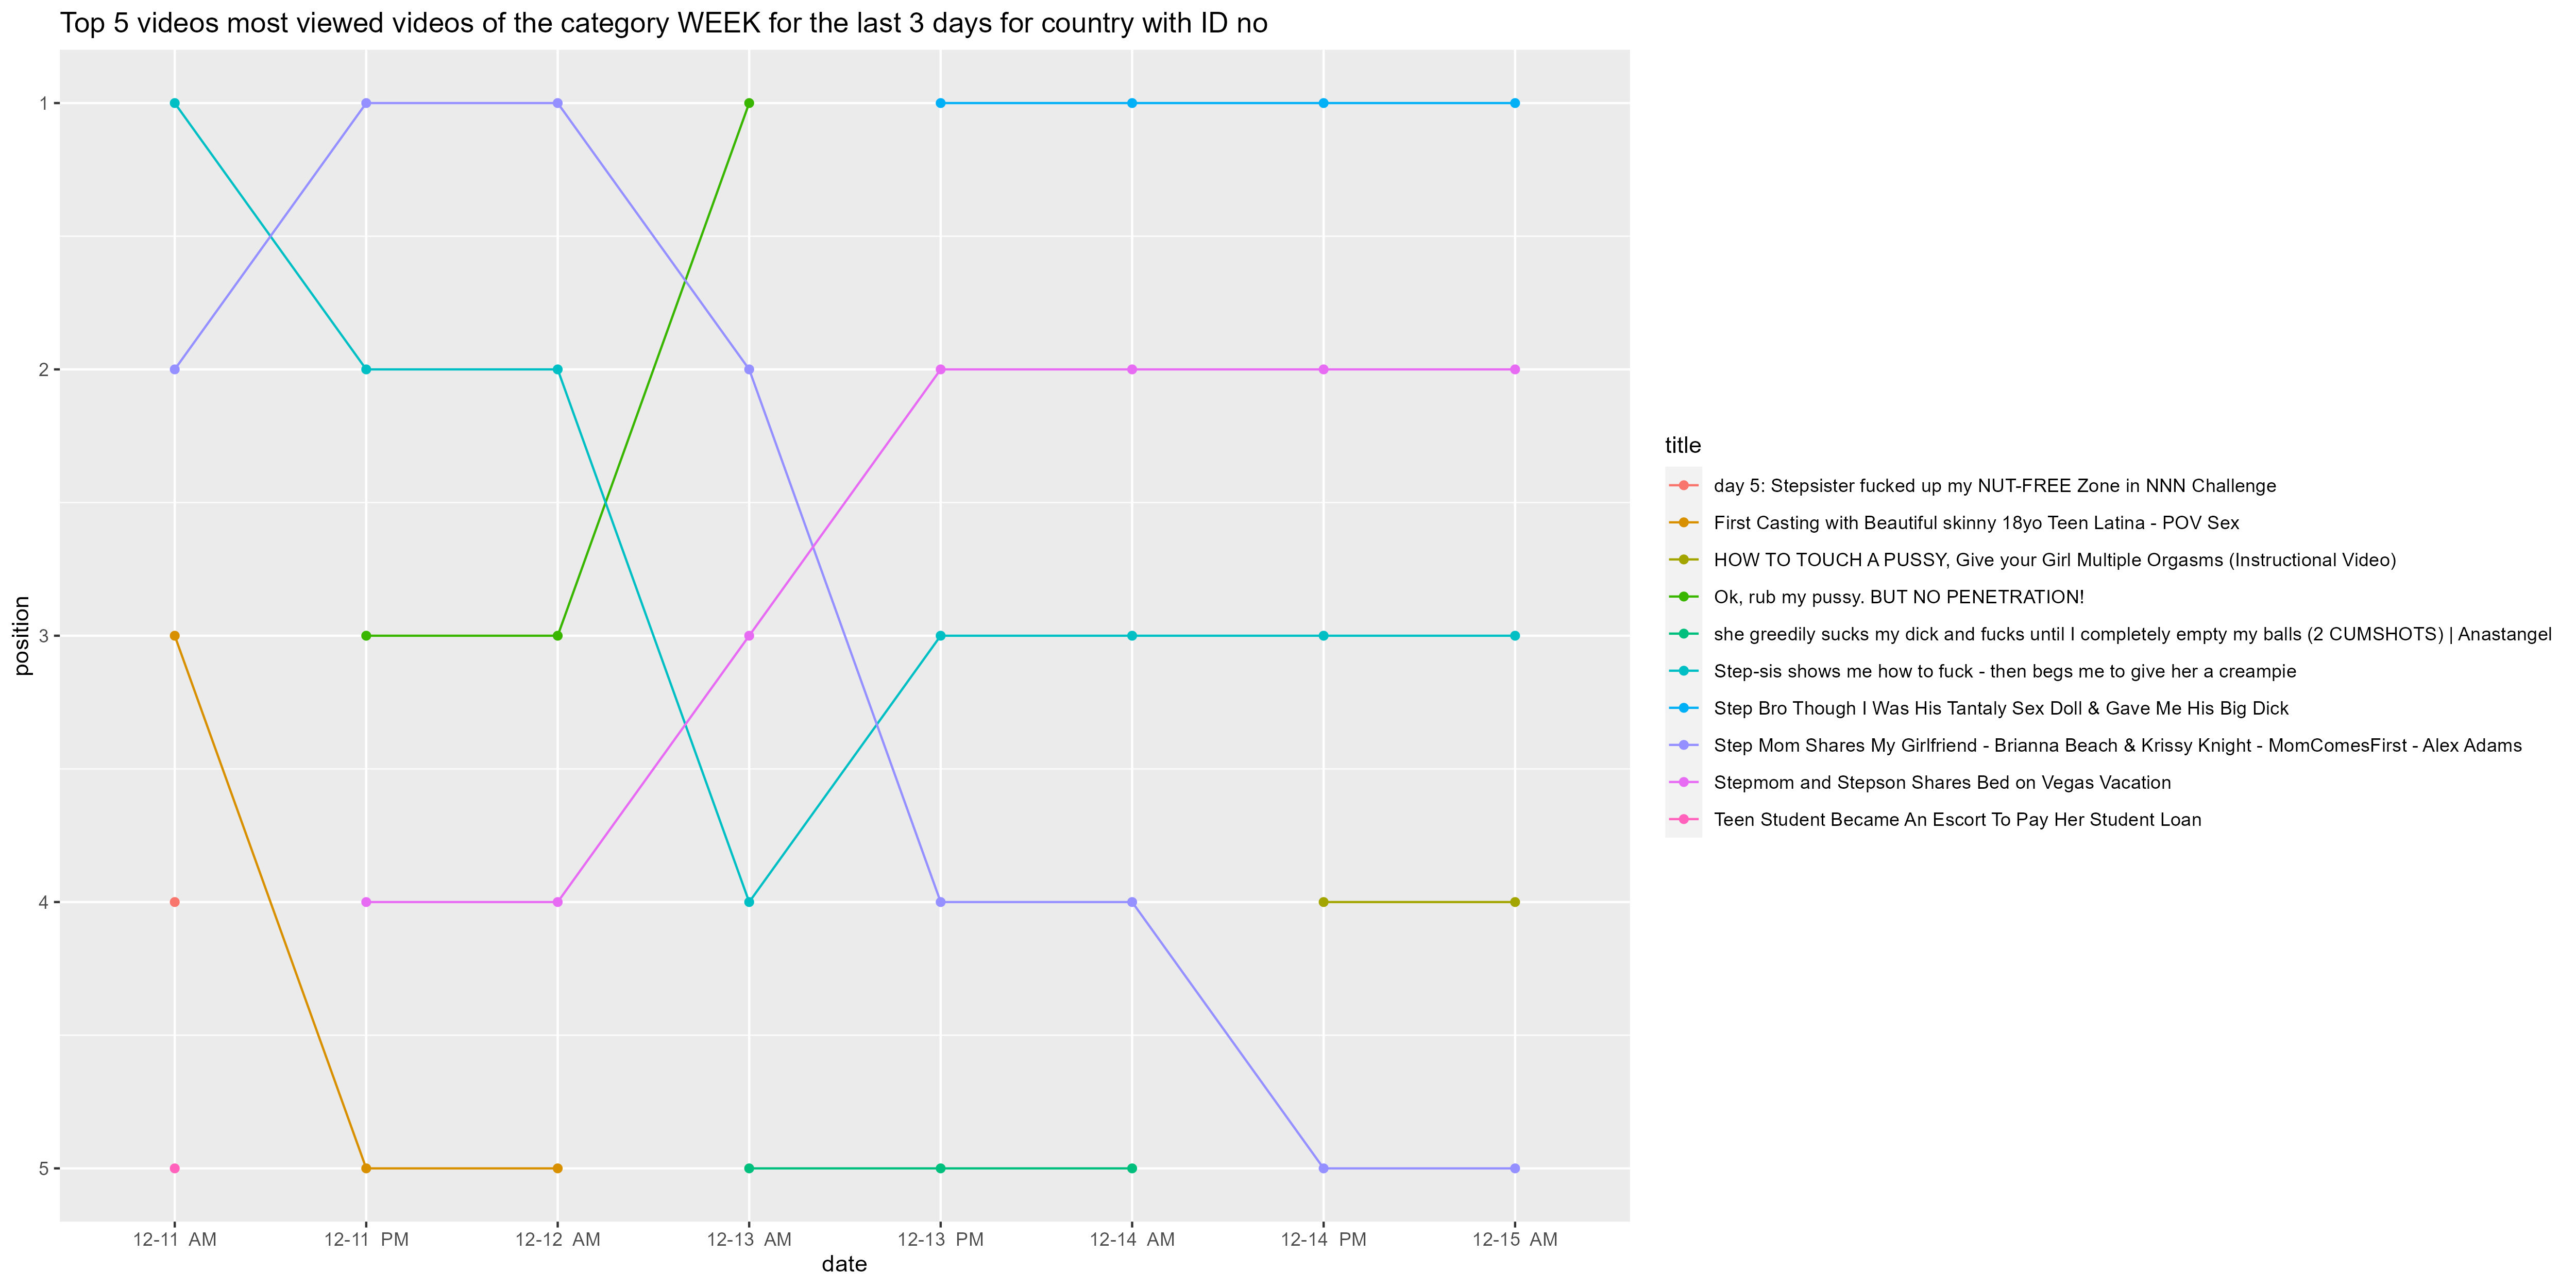 Top 5 videos most viewed videos of the category WEEK for the last 3 days for country with ID no
position
1
2
3
4
5
12-11 AM
12-11 PM
12-12 AM
12-13 AM
12-13 PM
12-14 AM
12-14 PM
12-15 AM
date
title
day 5: Stepsister fucked up my NUT-FREE Zone in NNN Challenge
First Casting with Beautiful skinny 18yo Teen Latina - POV Sex
HOW TO TOUCH A PUSSY, Give your Girl Multiple Orgasms (Instructional Video)
Ok, rub my pussy. BUT NO PENETRATION!
she greedily sucks my dick and fucks until I completely empty my balls (2 CUMSHOTS) | Anastangel
Step-sis shows me how to fuck - then begs me to give her a creampie
Step Bro Though I Was His Tantaly Sex Doll & Gave Me His Big Dick
Step Mom Shares My Girlfriend - Brianna Beach & Krissy Knight - MomComesFirst - Alex Adams
Stepmom and Stepson Shares Bed on Vegas Vacation
Teen Student Became An Escort To Pay Her Student Loan